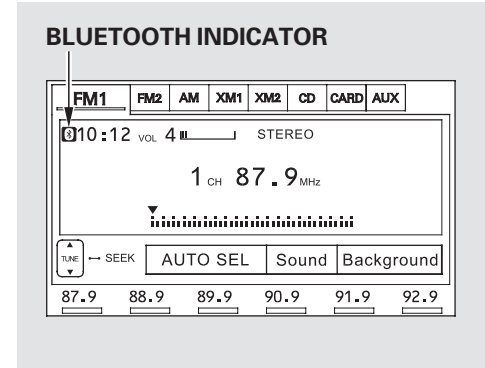 BLUETOOTH INDICATOR
FM1 FM2 AM XM1 XM2 CD CARD AUX
10:12 VOL 4 STEREO
1 CH 87.9 MHz
TUNE SEEK AUTO SEL Sound Background
87.9 88.9 89.9 90.9 91.9 92.9